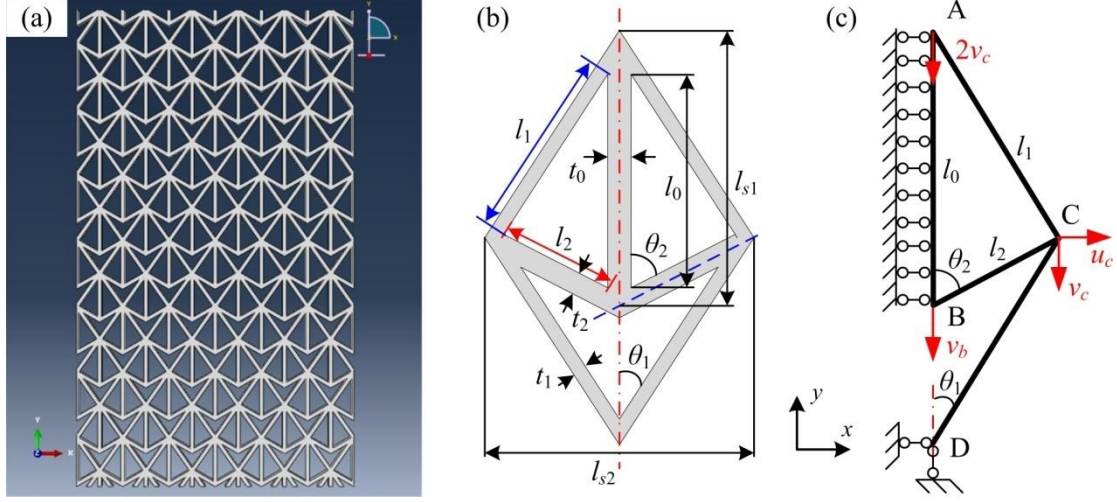 (a)
Y
X
Y
X
Z
(b)
l1
t0
l0
ls1
l2
θ2
t2
t1
θ1
ls2
y
x
(c)
A
2vc
l1
l0
C
uc
θ2
l2
vc
B
vb
θ1
D